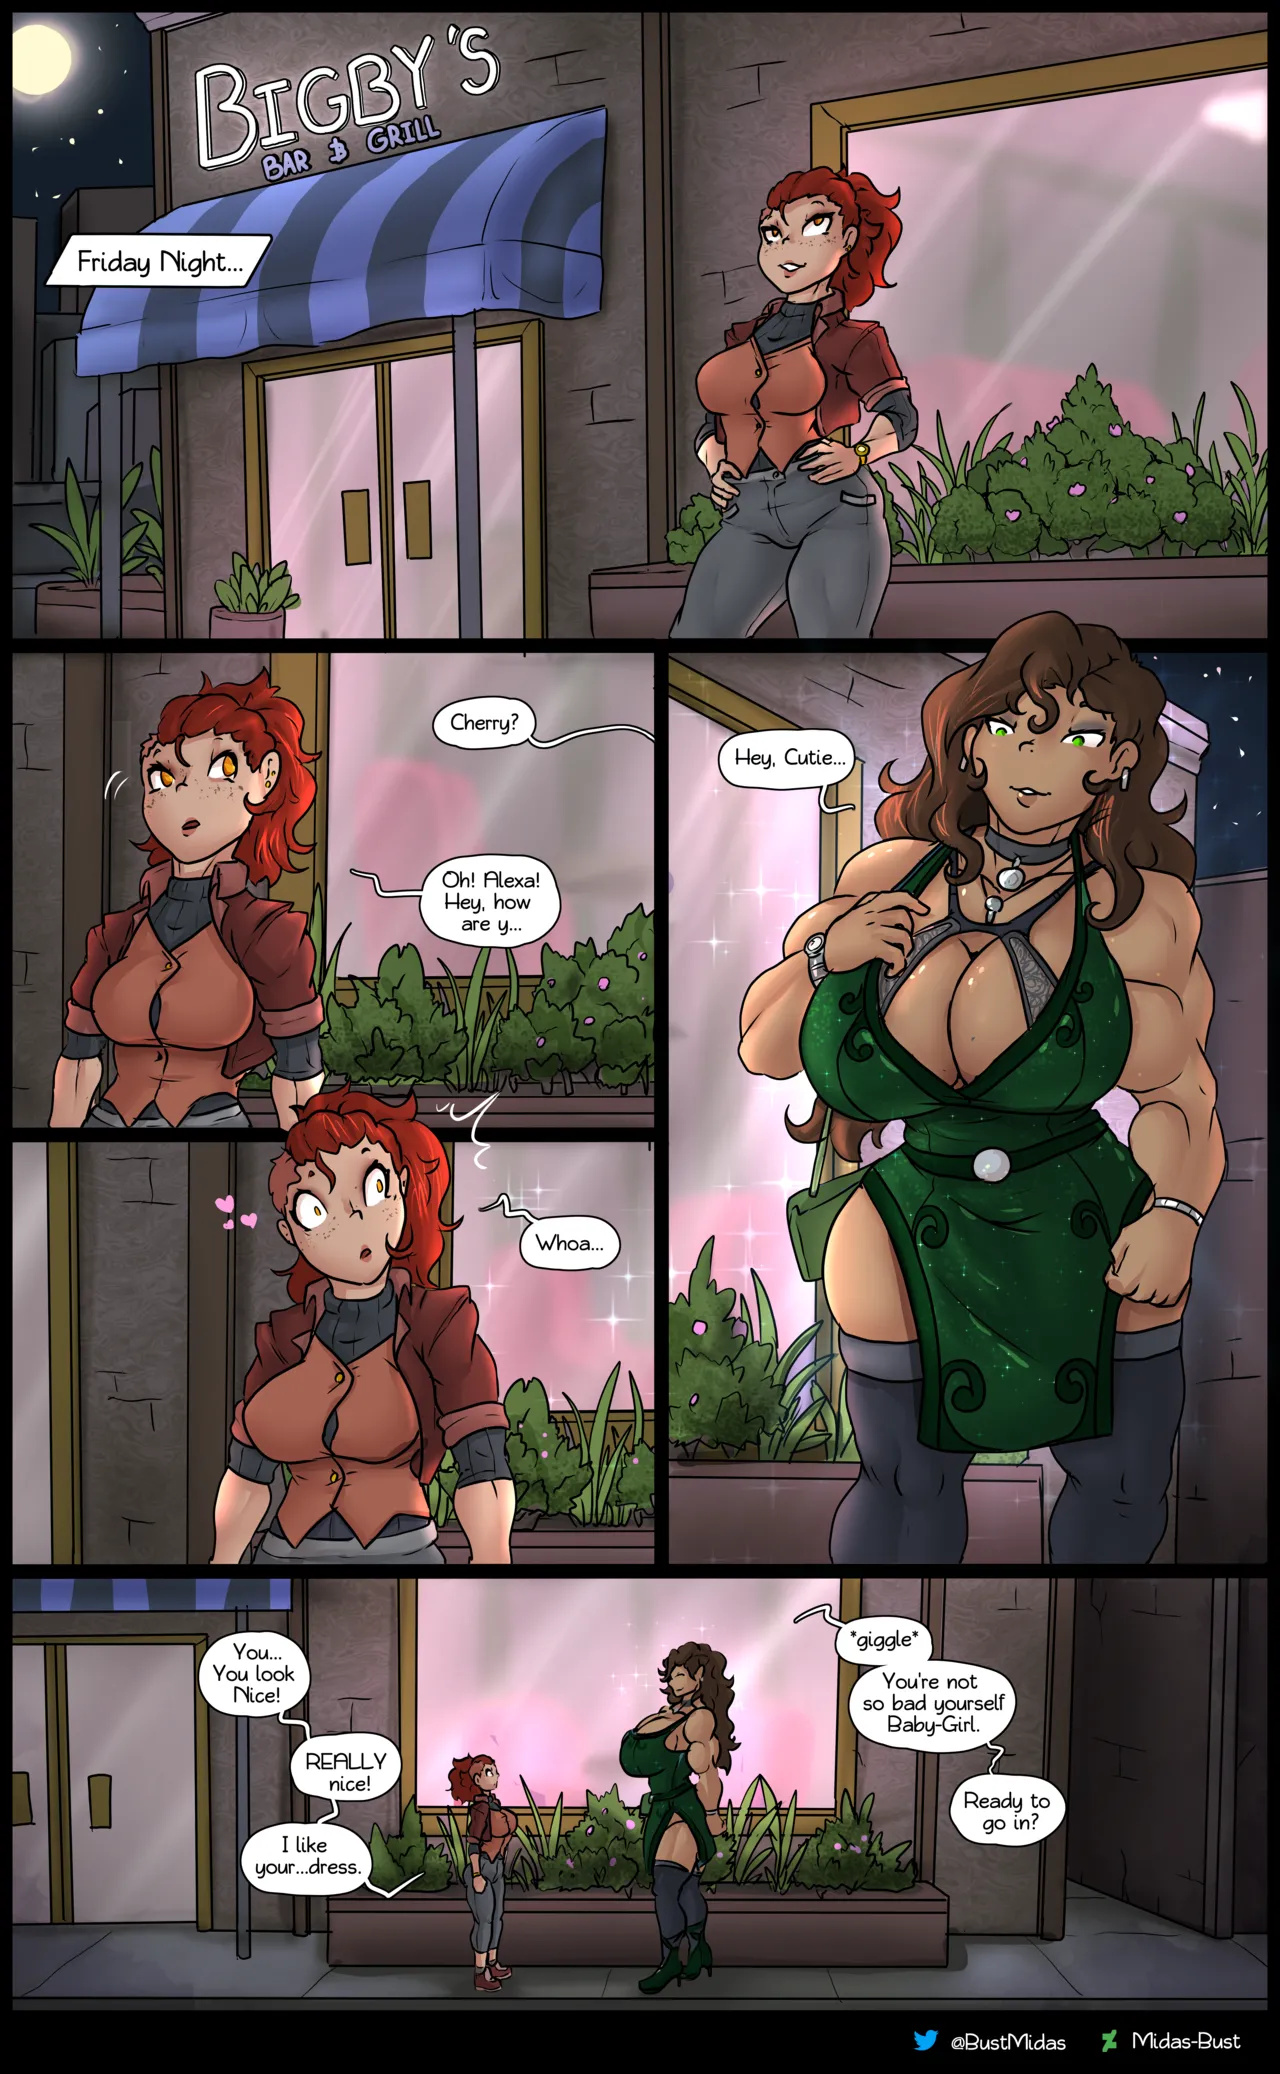 BIGBY'S
BAR & GRILL
Friday Night...
Cherry?
Oh! Alexa!
Hey, how
are y...
Hey, Cutie...
Whoa...
You...
You look
Nice!
REALLY
nice!
I like
your...dress.
*giggle*
You're not
so bad yourself
Baby-Girl.
Ready to
go in?
@BustMidas
Midas-Bust